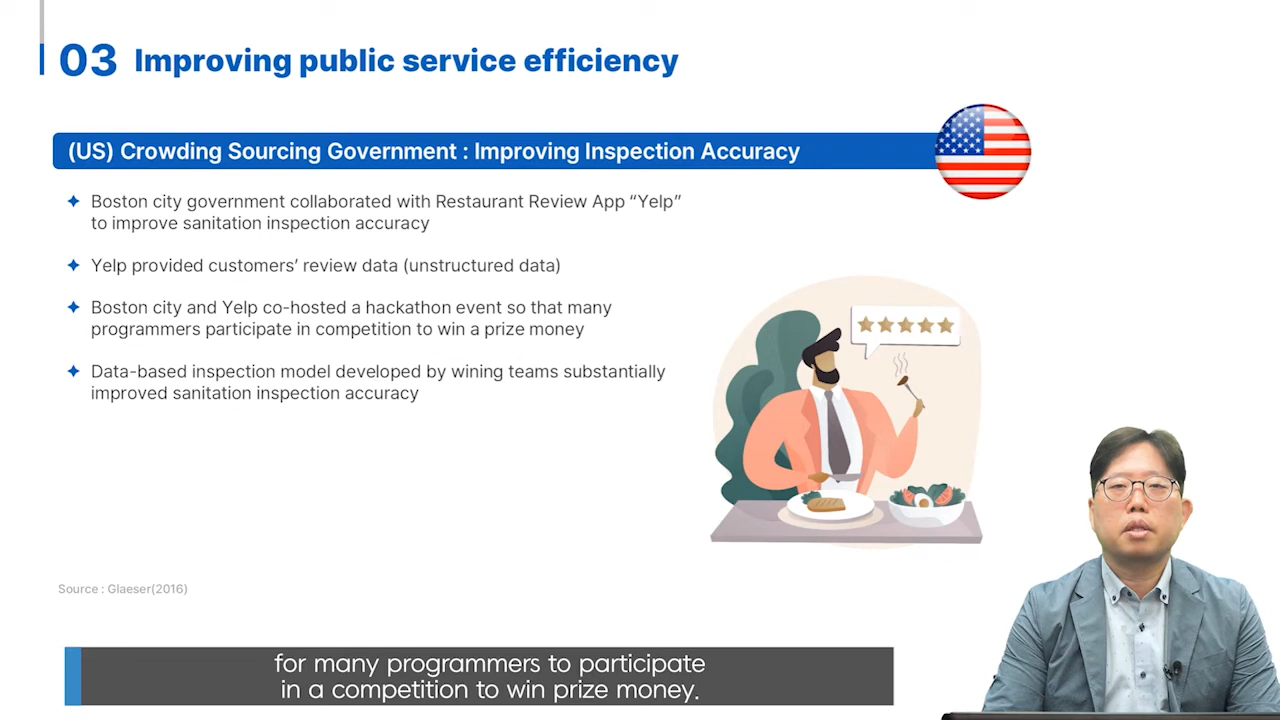 03 Improving public service efficiency
(US) Crowding Sourcing Government : Improving Inspection Accuracy
Boston city government collaborated with Restaurant Review App “Yelp”
to improve sanitation inspection accuracy
Yelp provided customers’ review data (unstructured data)
Boston city and Yelp co-hosted a hackathon event so that many
programmers participate in competition to win a prize money
Data-based inspection model developed by wining teams substantially
improved sanitation inspection accuracy
Source : Glaeser(2016)
for many programmers to participate
in a competition to win prize money.